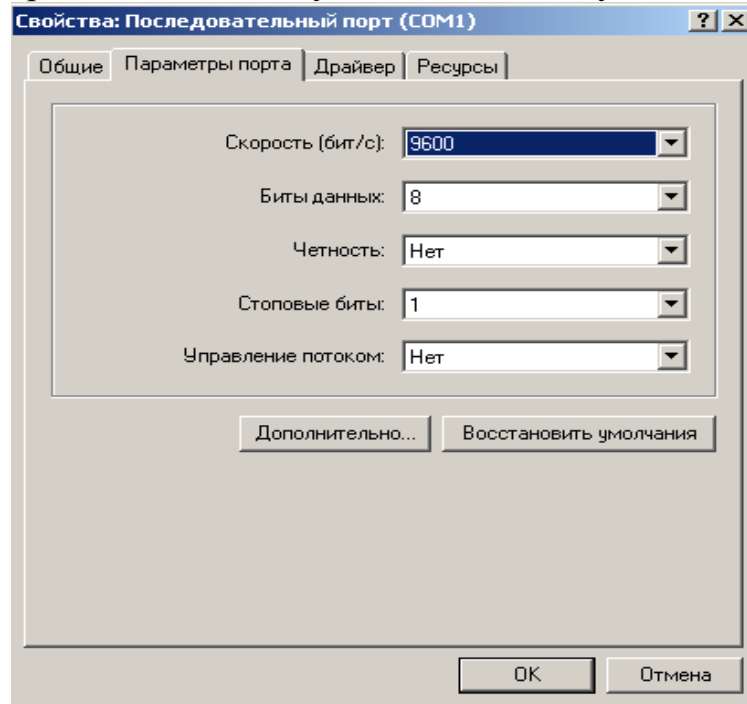 Свойства: Последовательный порт (COM1)
Общие Параметры порта Драйвер Ресурсы
Скорость (бит/с): 9600
Биты данных: 8
Четность: Нет
Стоповые биты: 1
Управление потоком: Нет
Дополнительно... Восстановить умолчания
OK Отмена